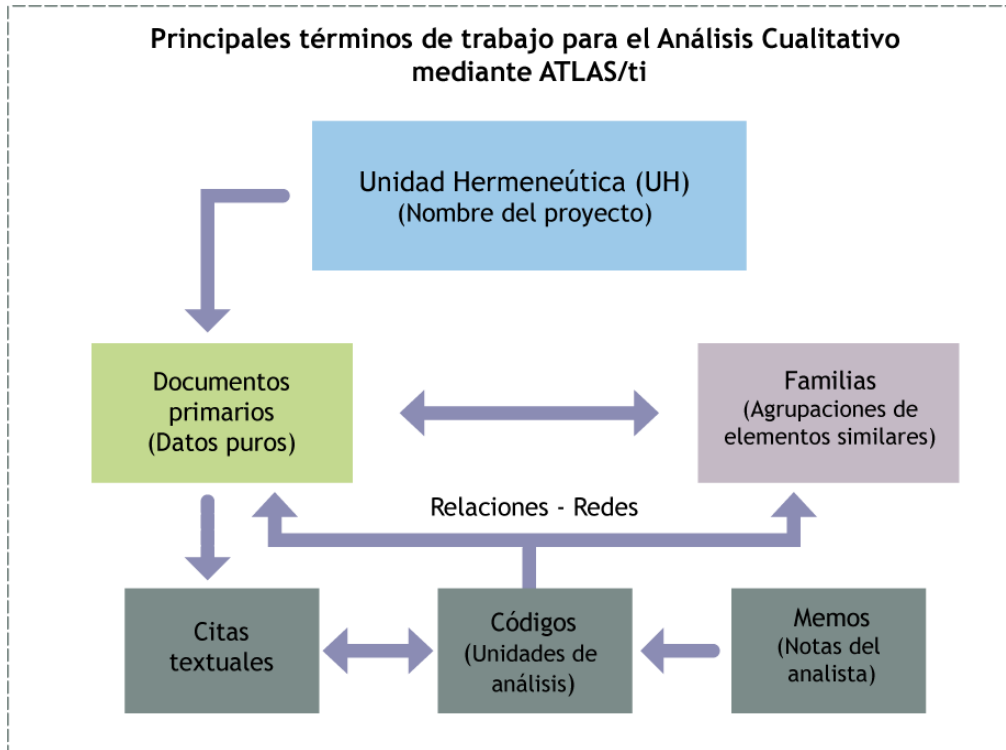 Principales términos de trabajo para el Análisis Cualitativo
mediante ATLAS/ti
Unidad Hermeneútica (UH)
(Nombre del proyecto)
Documentos
primarios
(Datos puros)
Familias
(Agrupaciones de
elementos similares)
Relaciones - Redes
Citas
textuales
Códigos
(Unidades de
análisis)
Memos
(Notas del
analista)